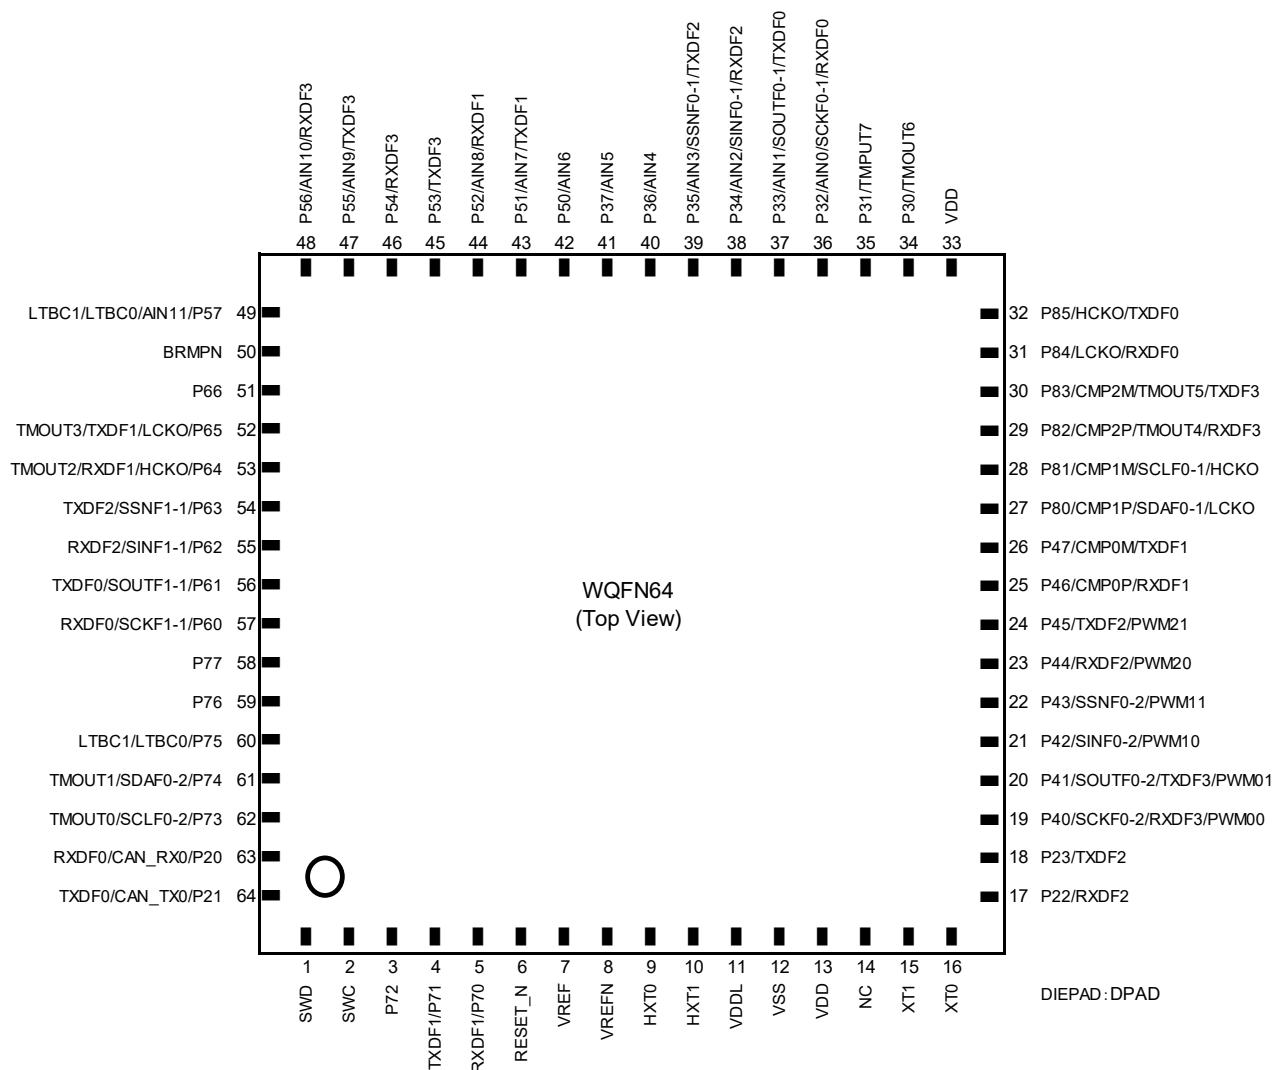 P56/AIN10/RXDF3
P55/AIN9/TXDF3
P54/RXDF3
P53/TXDF3
P52/AIN8/RXDF1
P51/AIN7/TXDF1
P50/AIN6
P37/AIN5
P36/AIN4
P35/AIN3/SSNF0-1/TXDF2
P34/AIN2/SINF0-1/RXDF2
P33/AIN1/SOUTF0-1/TXDF0
P32/AIN0/SCKF0-1/RXDF0
P31/TMPUT7
P30/TMOUT6
VDD
48 47 46 45 44 43 42 41 40 39 38 37 36 35 34 33
LTBC1/LTBC0/AIN11/P57 49
BRMPN 50
P66 51
TMOUT3/TXDF1/LCKO/P65 52
TMOUT2/RXDF1/HCKO/P64 53
TXDF2/SSNF1-1/P63 54
RXDF2/SINF1-1/P62 55
TXDF0/SOUTF1-1/P61 56
RXDF0/SCKF1-1/P60 57
P77 58
P76 59
LTBC1/LTBC0/P75 60
TMOUT1/SDAF0-2/P74 61
TMOUT0/SCLF0-2/P73 62
RXDF0/CAN_RX0/P20 63
TXDF0/CAN_TX0/P21 64
WQFN64
(Top View)
32 P85/HCKO/TXDF0
31 P84/LCKO/RXDF0
30 P83/CMP2M/TMOUT5/TXDF3
29 P82/CMP2P/TMOUT4/RXDF3
28 P81/CMP1M/SCLF0-1/HCKO
27 P80/CMP1P/SDAF0-1/LCKO
26 P47/CMP0M/TXDF1
25 P46/CMP0P/RXDF1
24 P45/TXDF2/PWM21
23 P44/RXDF2/PWM20
22 P43/SSNF0-2/PWM11
21 P42/SINF0-2/PWM10
20 P41/SOUTF0-2/TXDF3/PWM01
19 P40/SCKF0-2/RXDF3/PWM00
18 P23/TXDF2
17 P22/RXDF2
1 2 3 4 5 6 7 8 9 10 11 12 13 14 15 16
SWD
SWC
P72
TXDF1/P71
RXDF1/P70
RESET_N
VREF
VREFN
HXT0
HXT1
VDDL
VSS
VDD
NC
XT1
XT0
DIEPAD:DPAD